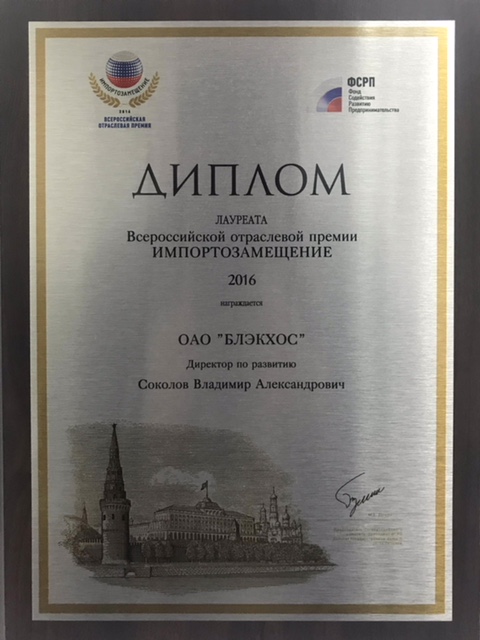 ИМПОРТОЗАМЕЩЕНИЕ
2016
ВСЕРОССИЙСКАЯ
ОТРАСЛЕВАЯ ПРЕМИЯ
ФСРП
Фонд
Содействия
Развитию
Предпринимательства
ДИПЛОМ
ЛАУРЕАТА
Всероссийской отраслевой премии
ИМПОРТОЗАМЕЩЕНИЕ
2016
награждается
ОАО "БЛЭКХОС"
Директор по развитию
Соколов Владимир Александрович